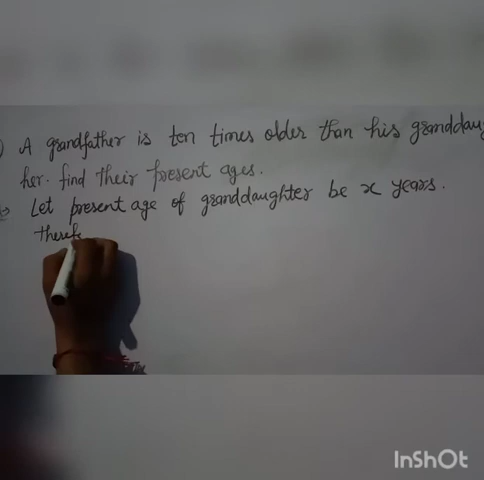 A grandfather is ten times older than his granddau
her. find their present ages.
Let present age of granddaughter be x years.
theref
InShOt